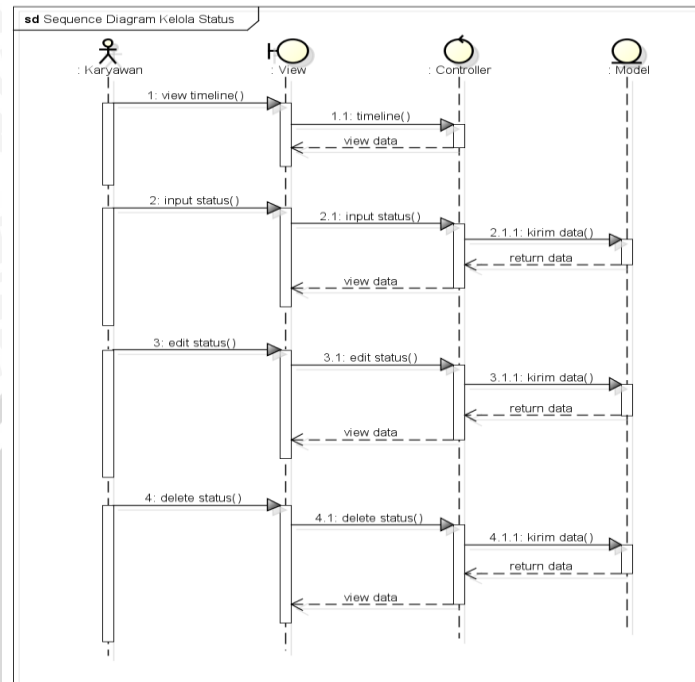 sd Sequence Diagram Kelola Status
: Karyawan
: View
: Controller
: Model
1: view timeline()
1.1: timeline()
view data
2: input status()
2.1: input status()
2.1.1: kirim data()
return data
view data
3: edit status()
3.1: edit status()
3.1.1: kirim data()
return data
view data
4: delete status()
4.1: delete status()
4.1.1: kirim data()
return data
view data